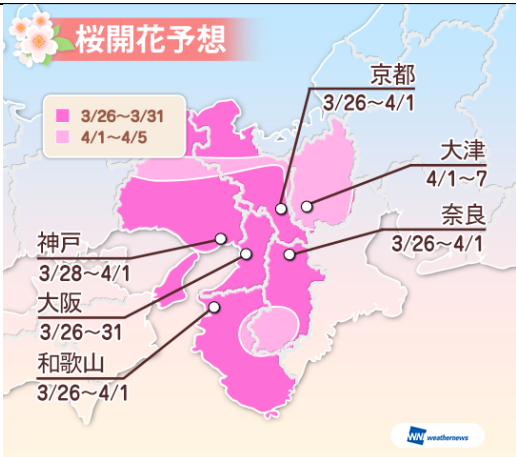 桜開花予想
3/26～3/31
4/1～4/5
京都
3/26～4/1
大津
4/1～7
奈良
3/26～4/1
神戸
3/28～4/1
大阪
3/26～31
和歌山
3/26～4/1
WNI weathernews